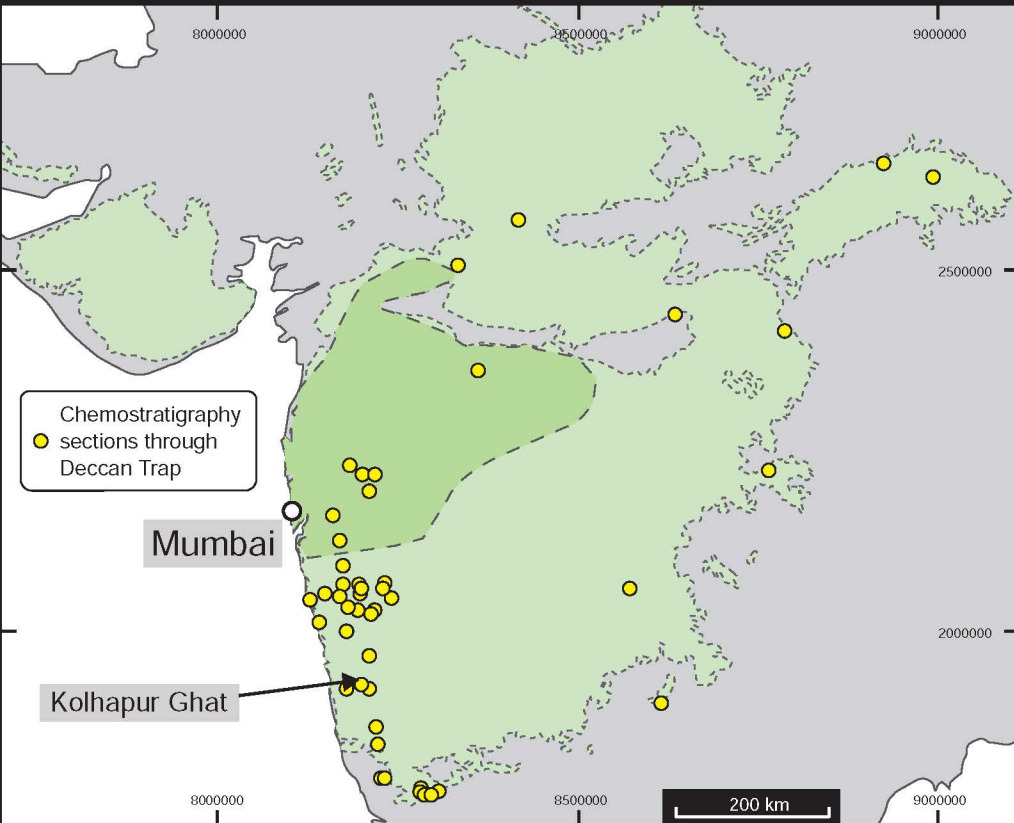 8000000
8500000
9000000
2500000
Chemostratigraphy
sections through
Deccan Trap
Mumbai
2000000
Kolhapur Ghat
8000000
8500000
9000000
200 km